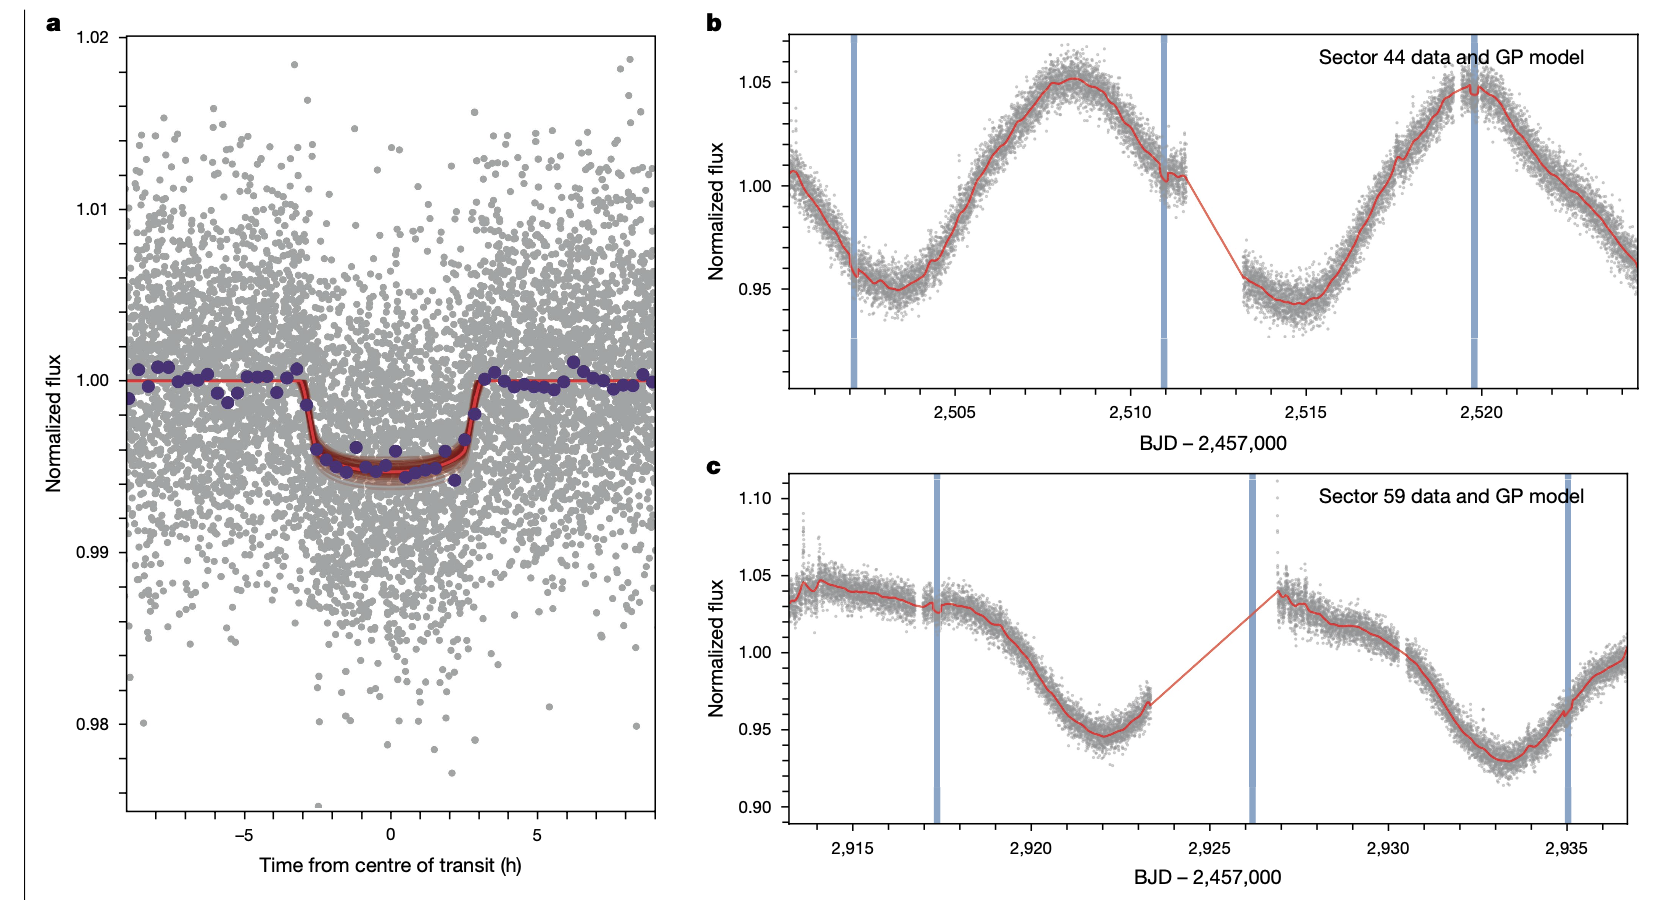 a
1.02
1.01
1.00
0.99
0.98
Normalized flux
–5
0
5
Time from centre of transit (h)
b
Sector 44 data and GP model
1.05
1.00
0.95
Normalized flux
2,505
2,510
2,515
2,520
BJD – 2,457,000
c
Sector 59 data and GP model
1.10
1.05
1.00
0.95
0.90
Normalized flux
2,915
2,920
2,925
2,930
2,935
BJD – 2,457,000